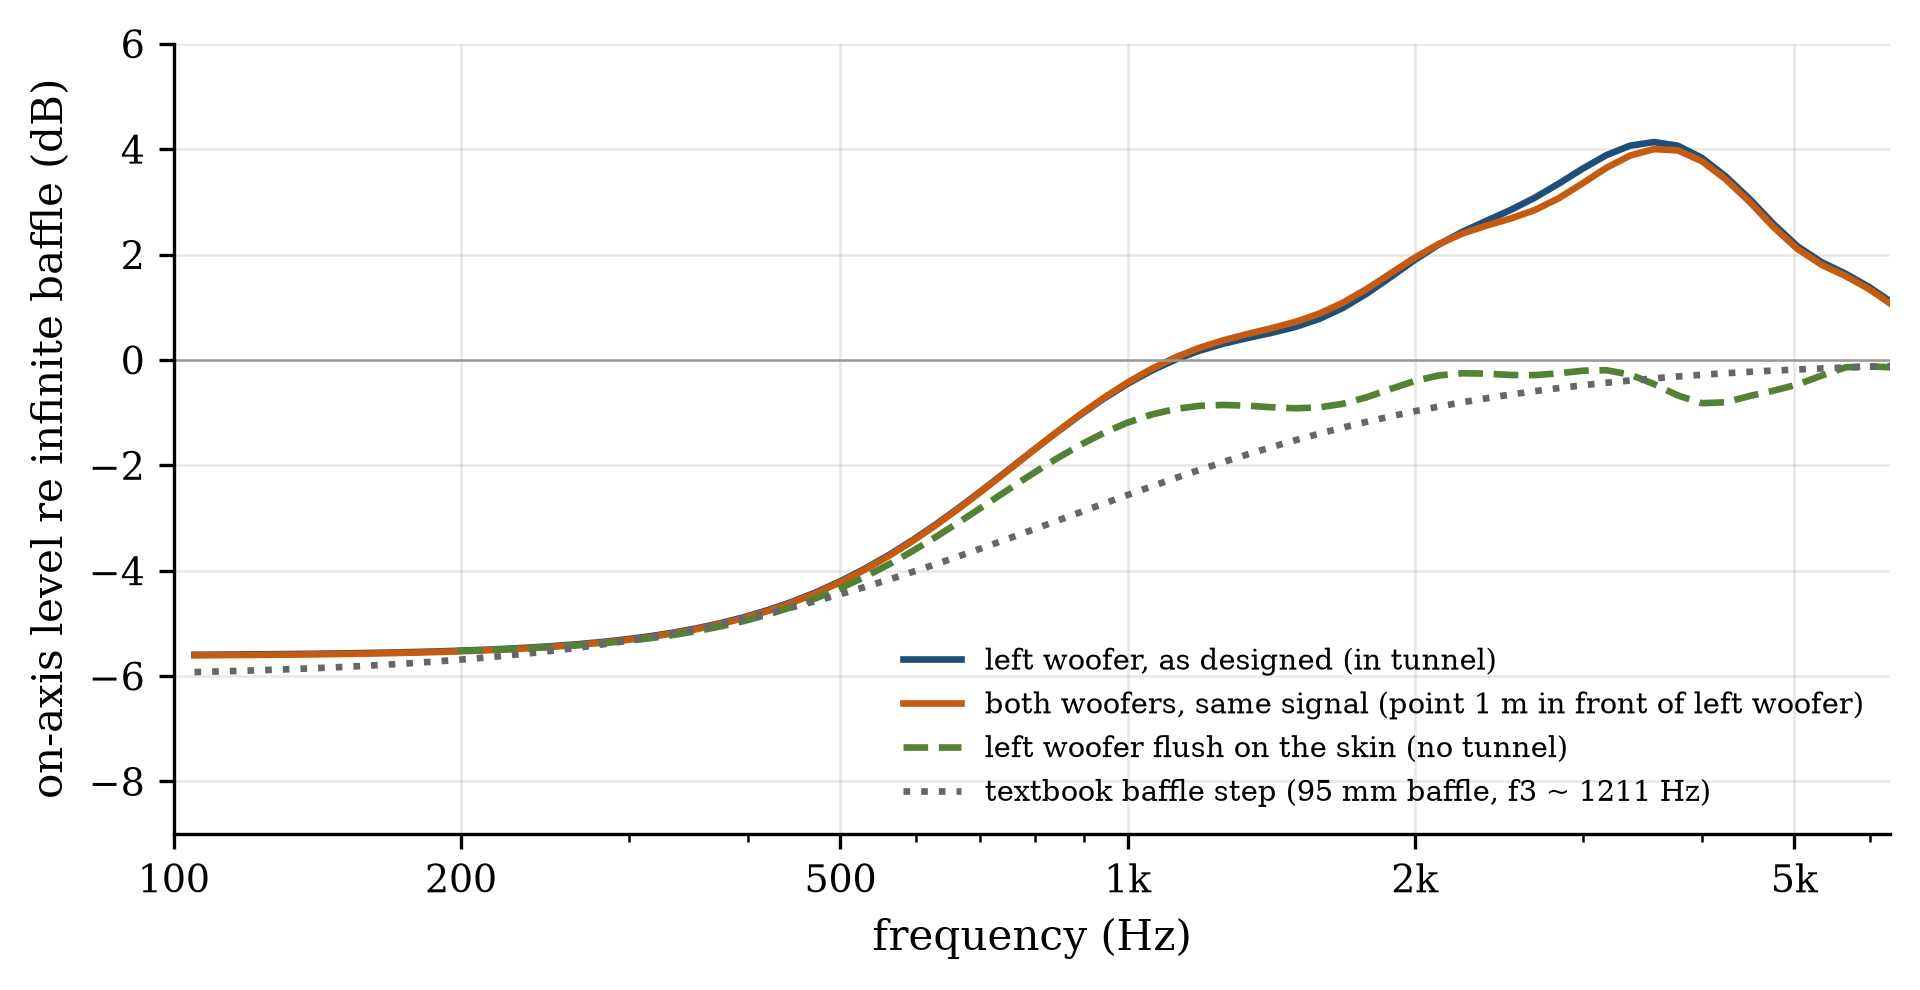 on-axis level re infinite baffle (dB)
6
4
2
0
−2
−4
−6
−8
left woofer, as designed (in tunnel)
both woofers, same signal (point 1 m in front of left woofer)
left woofer flush on the skin (no tunnel)
textbook baffle step (95 mm baffle, f3 ~ 1211 Hz)
100 200 500 1k 2k 5k
frequency (Hz)